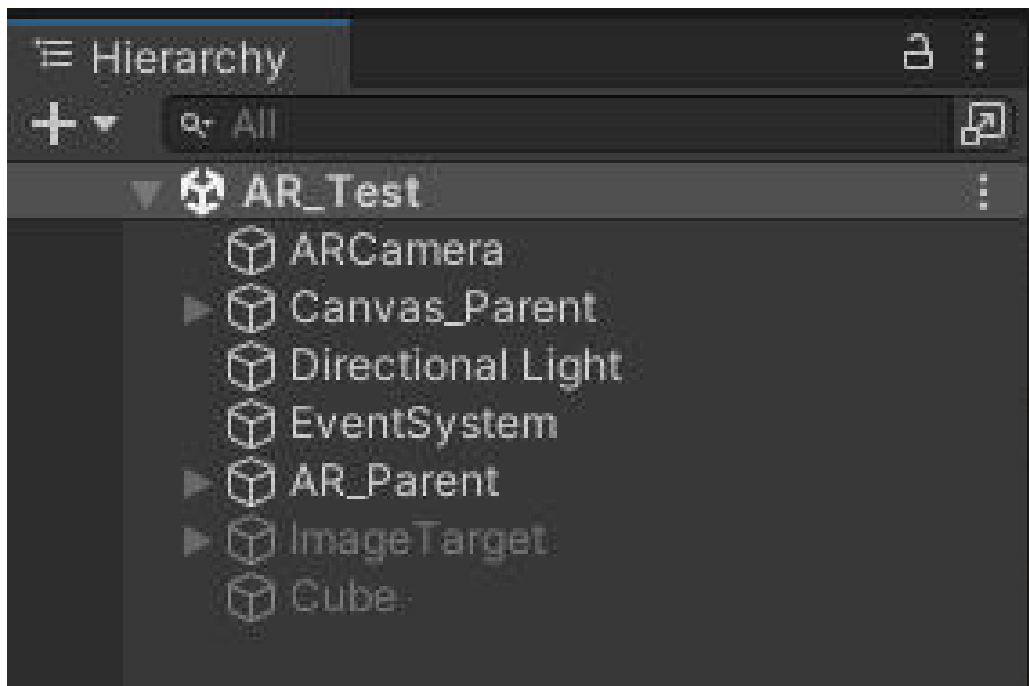 Hierarchy
All
AR_Test
ARCamera
Canvas_Parent
Directional Light
EventSystem
AR_Parent
ImageTarget
Cube